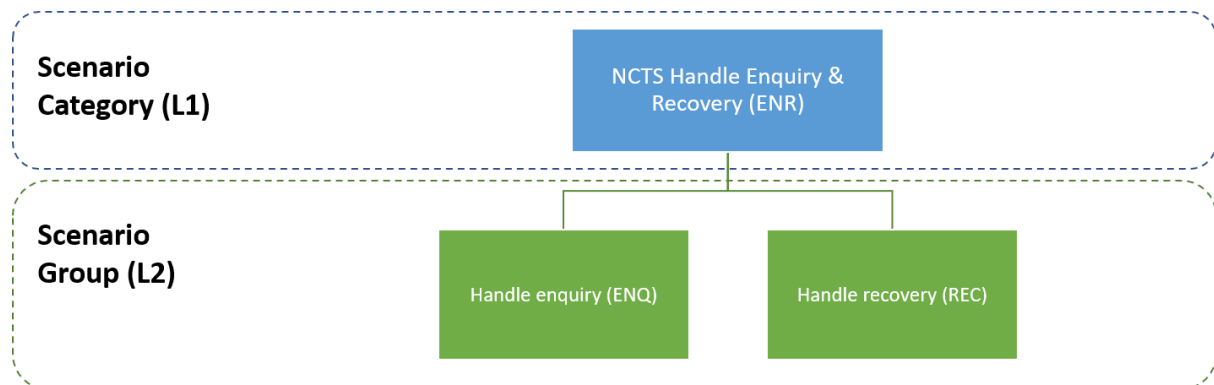 Scenario
Category (L1)
NCTS Handle Enquiry &
Recovery (ENR)
Scenario
Group (L2)
Handle enquiry (ENQ)
Handle recovery (REC)